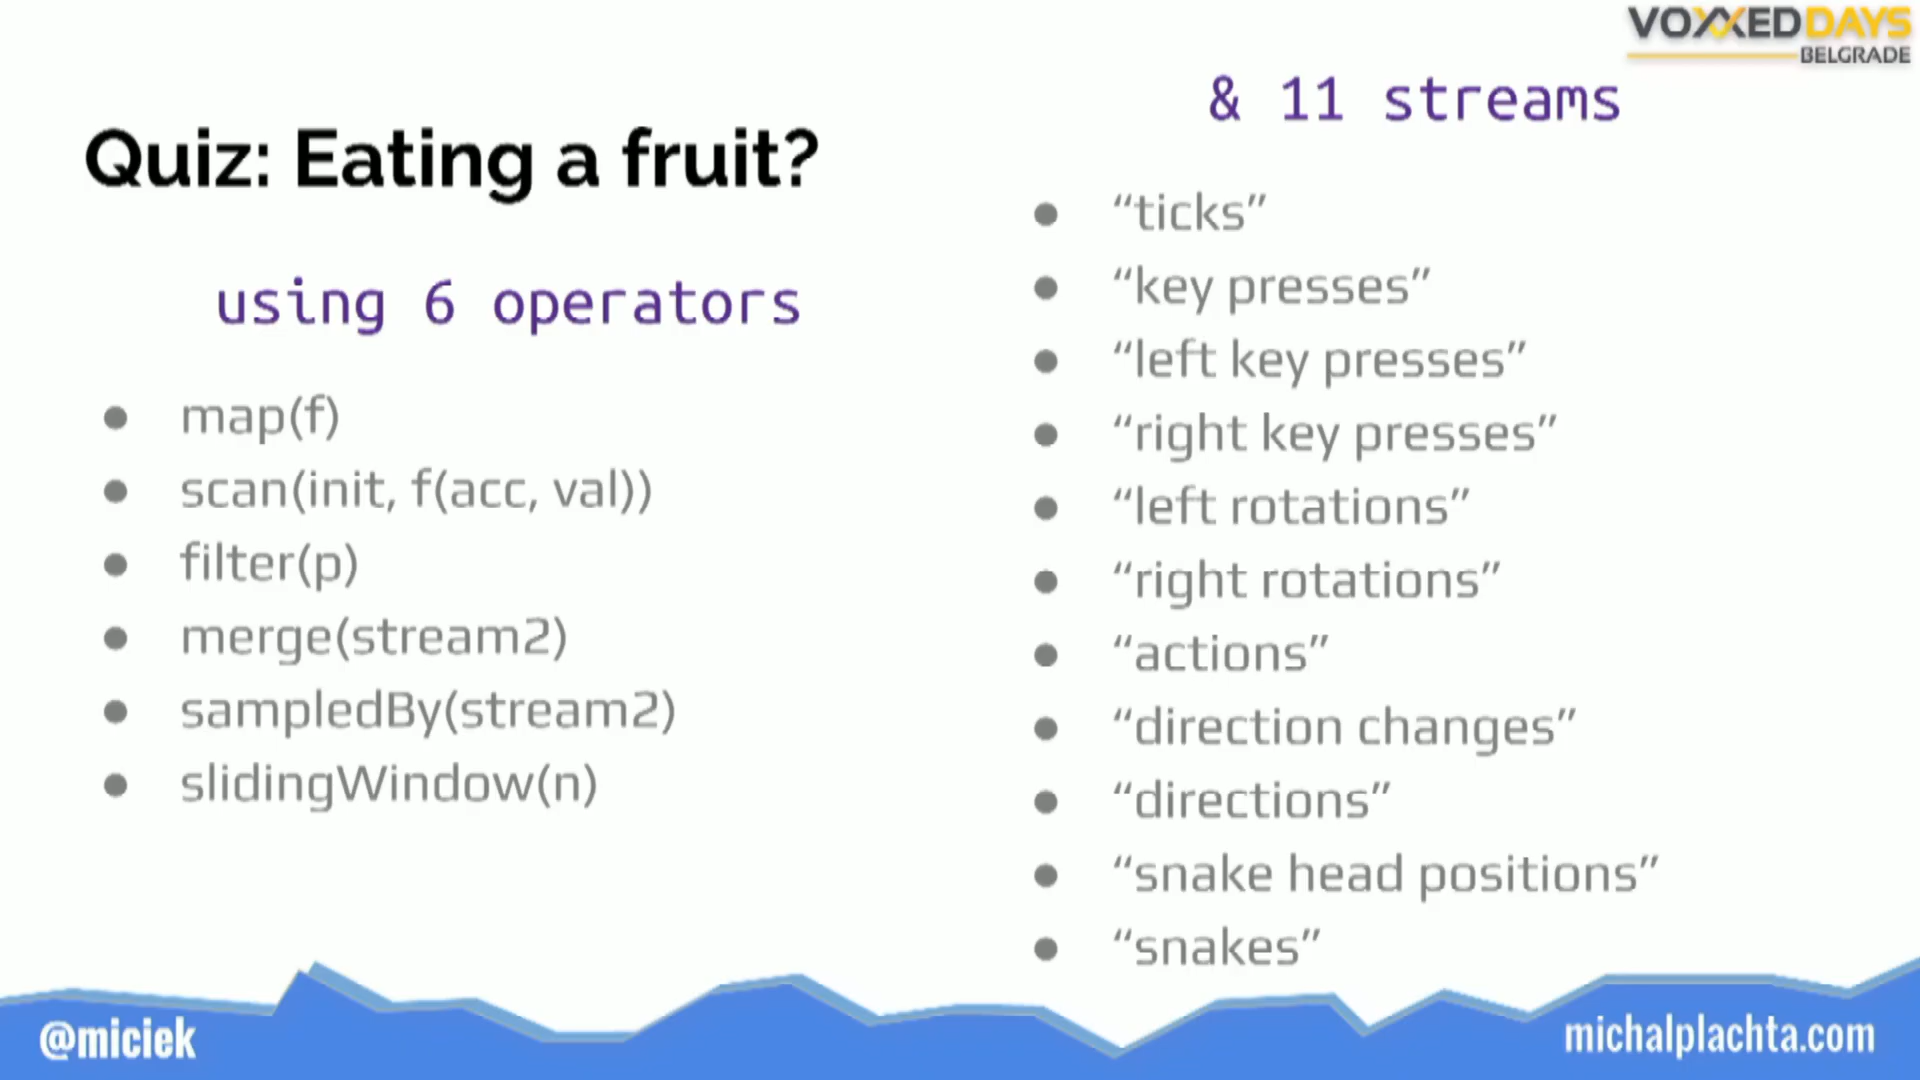 VOXXED DAYS
BELGRADE
Quiz: Eating a fruit?
using 6 operators
● map(f)
● scan(init, f(acc, val))
● filter(p)
● merge(stream2)
● sampledBy(stream2)
● slidingWindow(n)
& 11 streams
● “ticks”
● “key presses”
● “left key presses”
● “right key presses”
● “left rotations”
● “right rotations”
● “actions”
● “direction changes”
● “directions”
● “snake head positions”
● “snakes”
@miciek
michalplachta.com